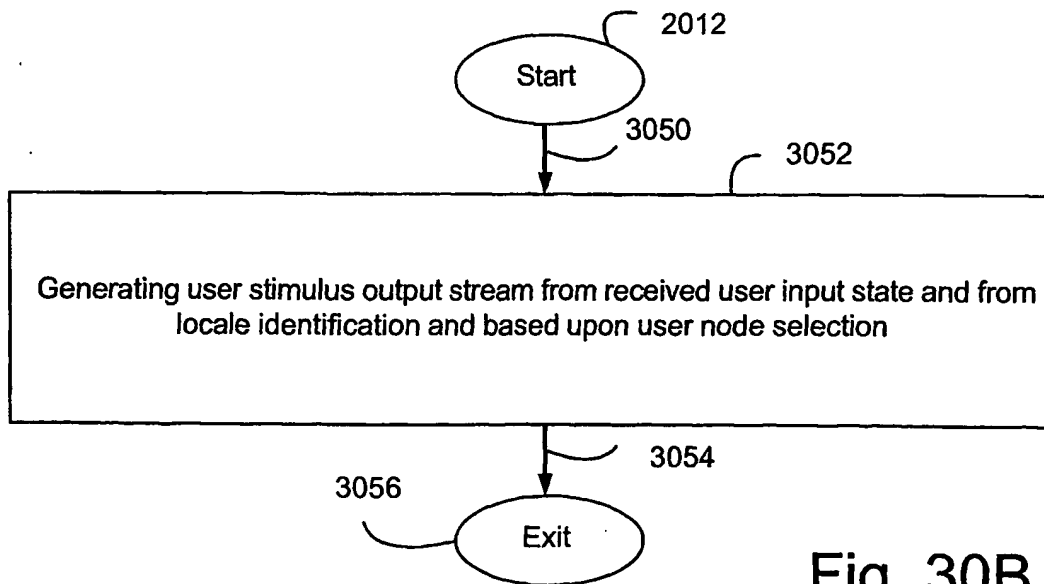 2012
Start
3050
3052
Generating user stimulus output stream from received user input state and from
locale identification and based upon user node selection
3054
3056
Exit
Fig. 30B